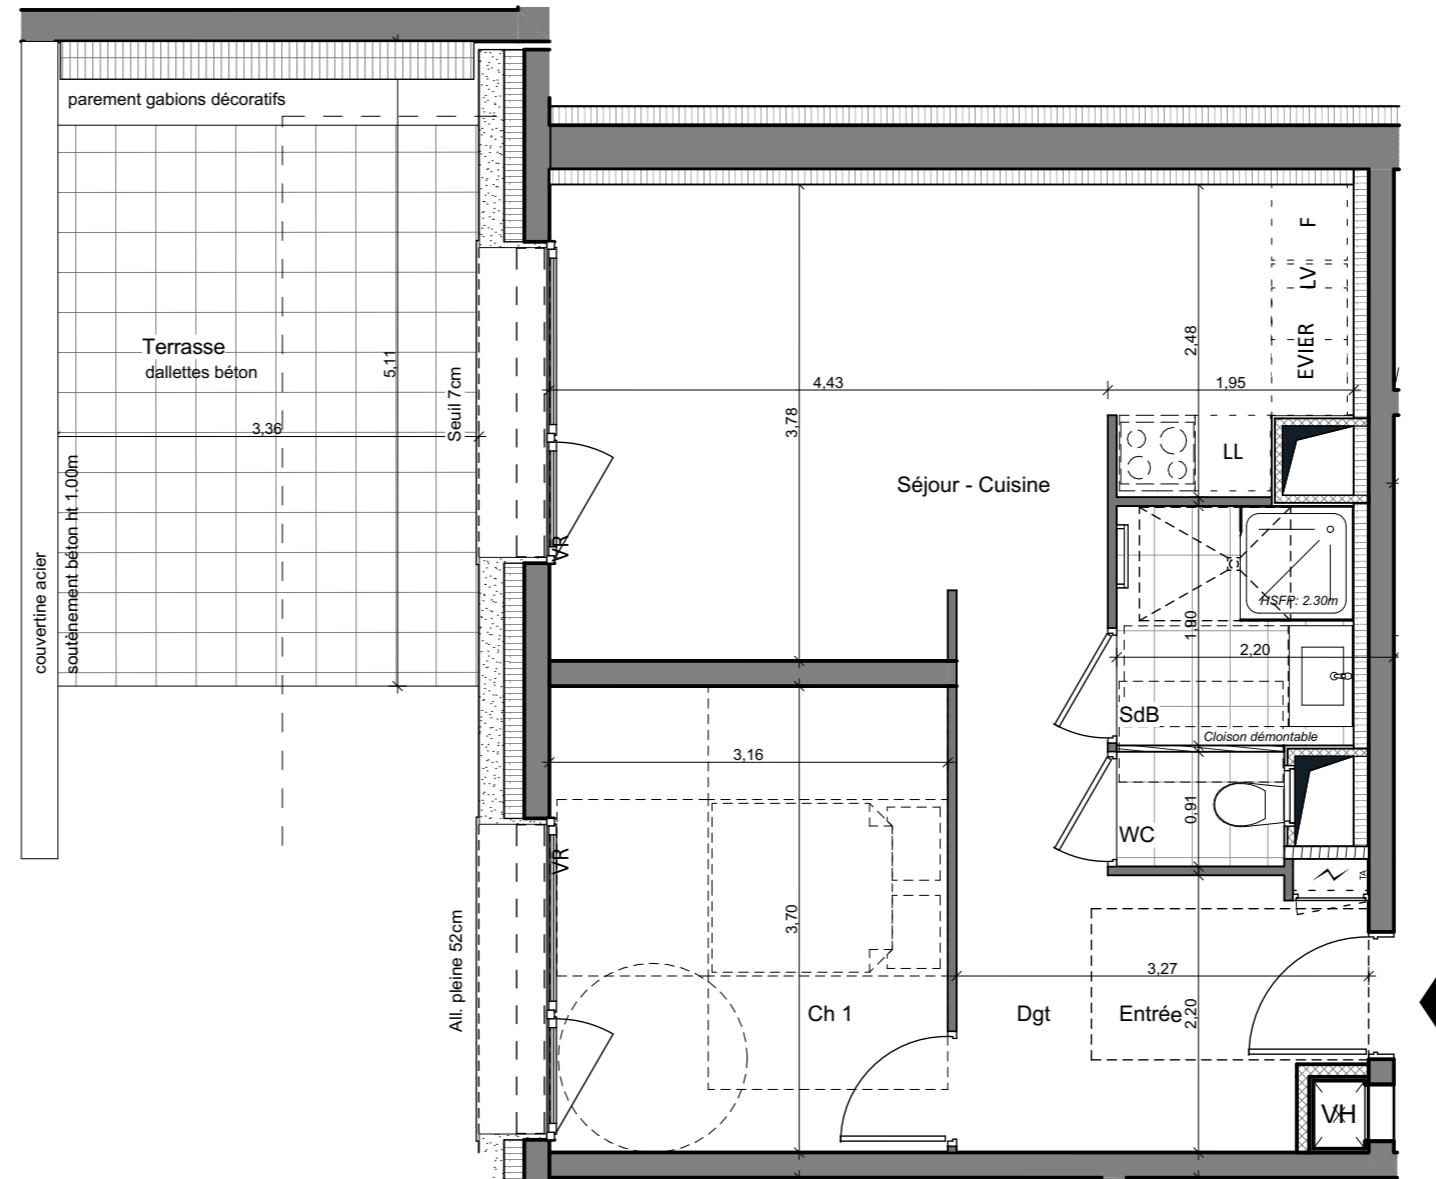 parement gabions décoratifs
Terrasse
dallettes béton
5,11
3,36
Seuil 7cm
couvertine acier
soutènement béton ht 1.00m
VR
4,43
3,78
2,48
1,95
F
LV
EVIER
LL
Séjour - Cuisine
HSFP: 2.30m
1,90
2,20
SdB
Cloison démontable
0,91
WC
TA
3,16
VR
3,70
All. pleine 52cm
Ch 1
Dgt
Entrée
3,27
2,20
VH